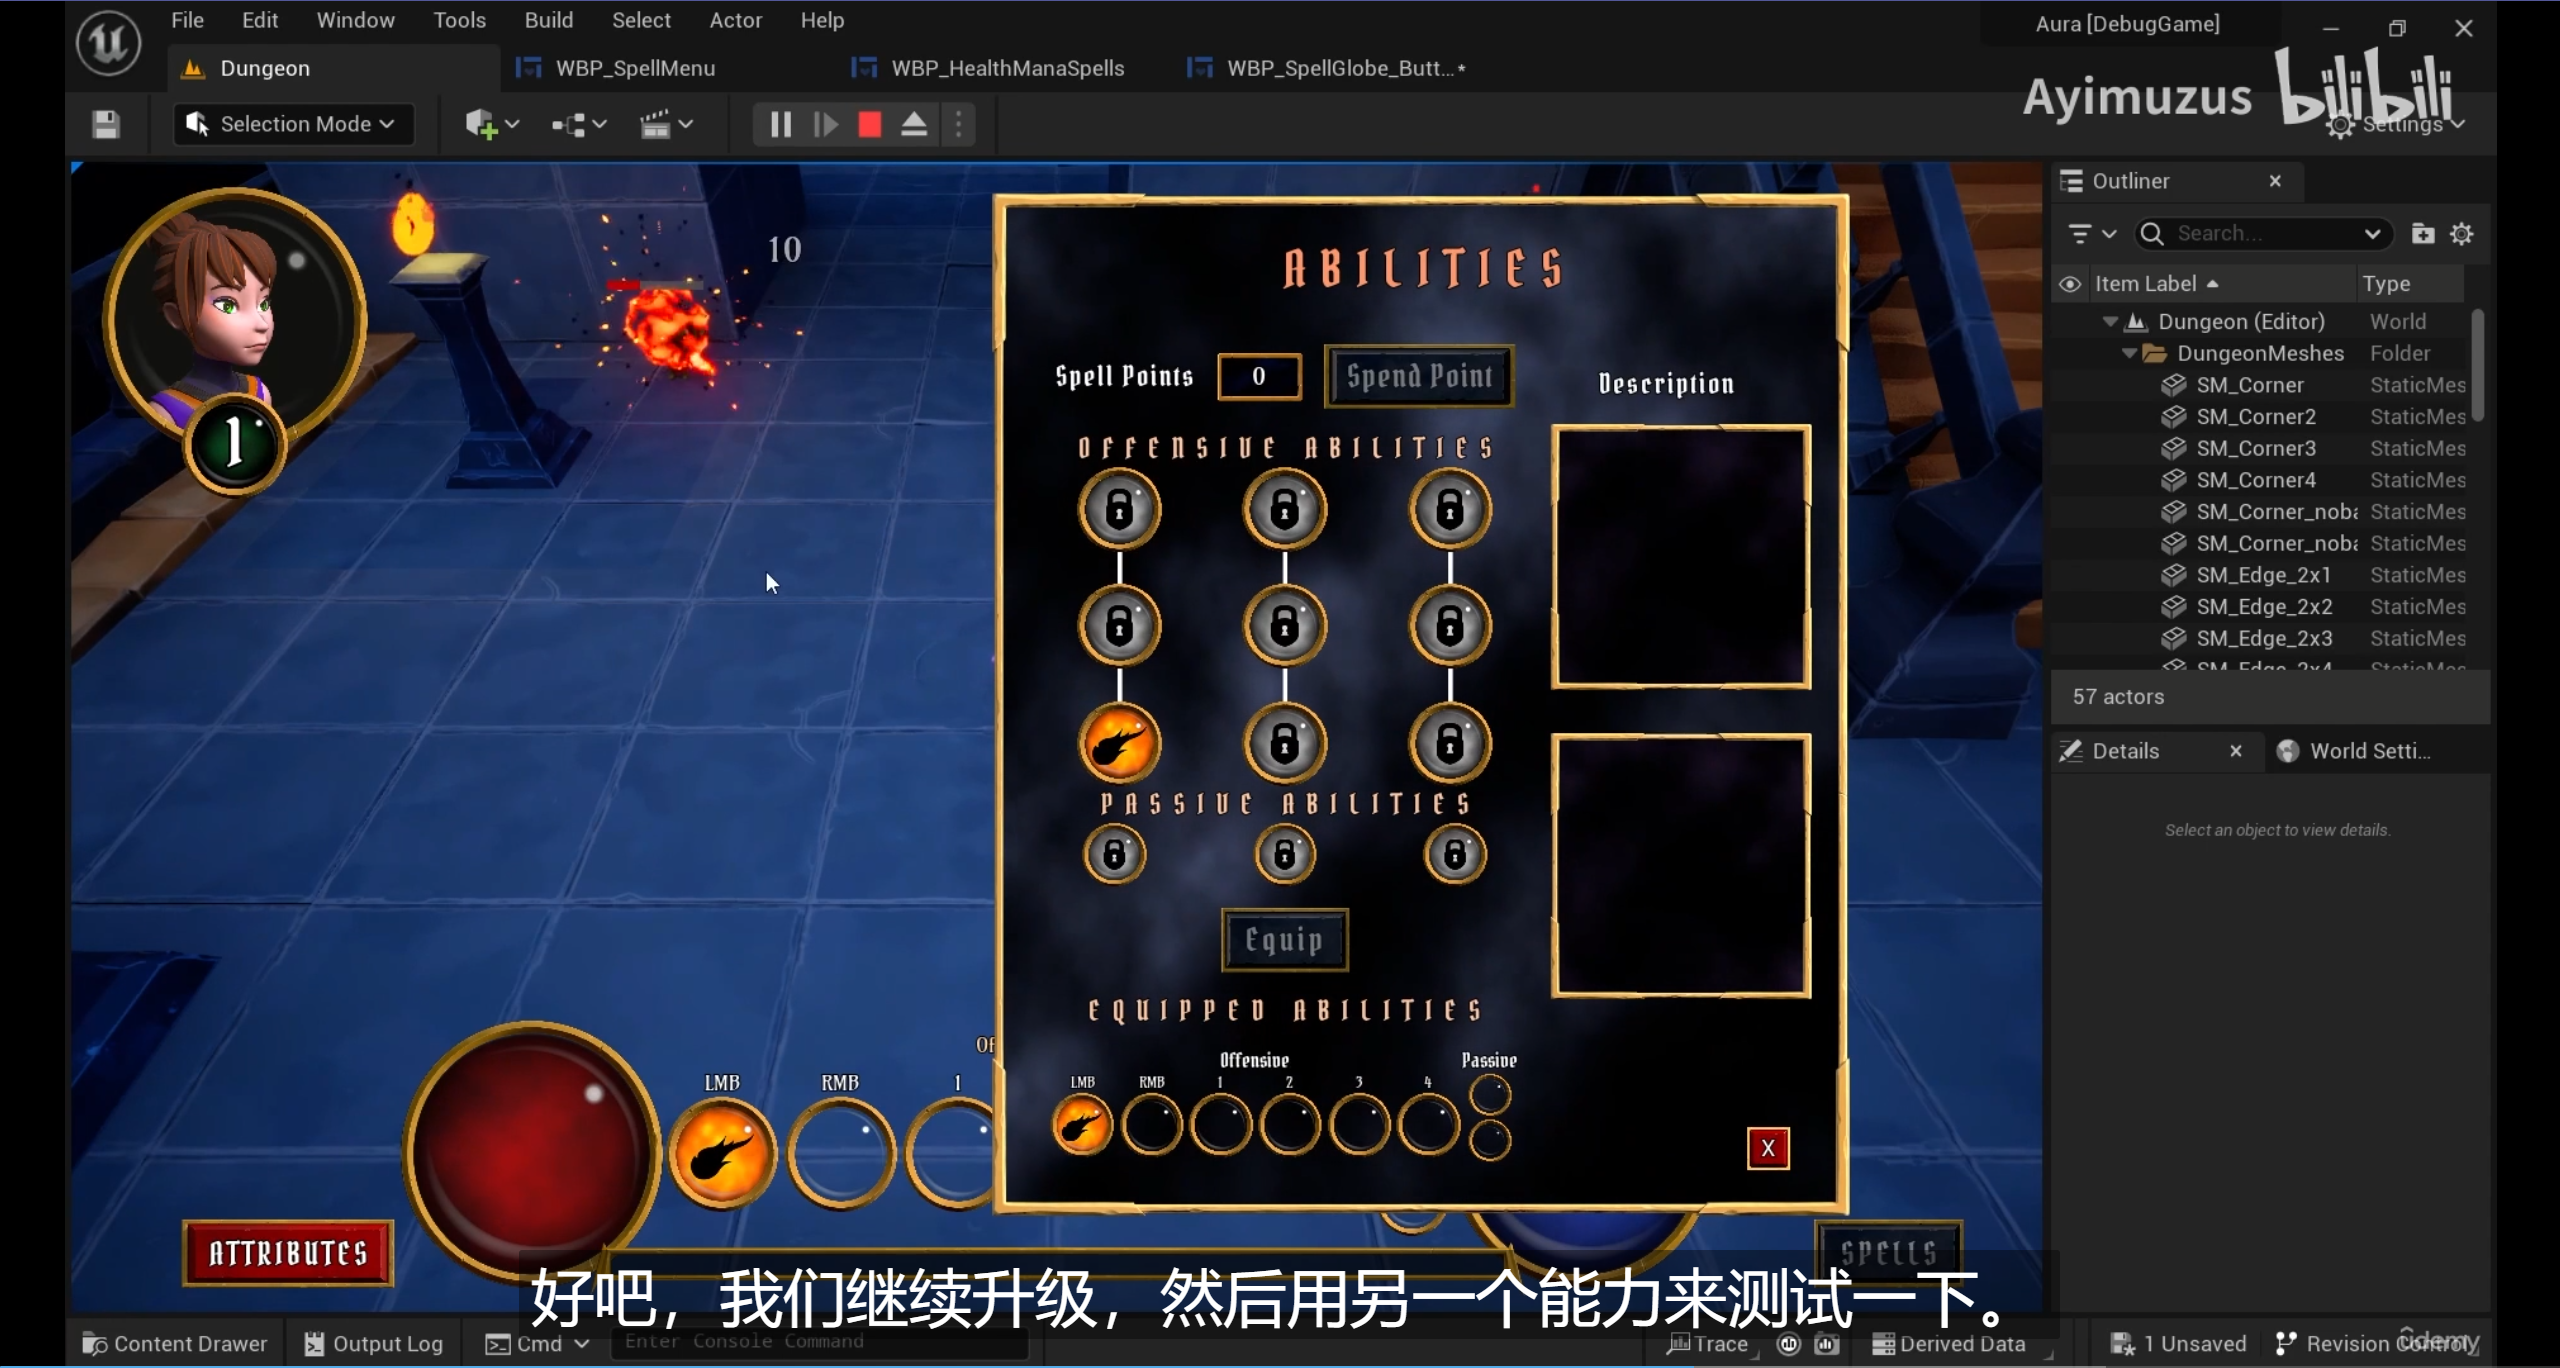 File Edit Window Tools Build Select Actor Help
Aura [DebugGame]
Dungeon WBP_SpellMenu WBP_HealthManaSpells WBP_SpellGlobe_Butt...*
Ayimuzus bilibili
Selection Mode
Settings
Outliner
Search...
Item Label Type
Dungeon (Editor) World
DungeonMeshes Folder
SM_Corner StaticMes
SM_Corner2 StaticMes
SM_Corner3 StaticMes
SM_Corner4 StaticMes
SM_Corner_noba StaticMes
SM_Corner_noba StaticMes
SM_Edge_2x1 StaticMes
SM_Edge_2x2 StaticMes
SM_Edge_2x3 StaticMes
SM_Edge_2x4 StaticMes
57 actors
Details World Setti...
Select an object to view details.
10
1
ABILITIES
Spell Points 0 Spend Point
Description
OFFENSIVE ABILITIES
PASSIVE ABILITIES
Equip
EQUIPPED ABILITIES
Offensive Passive
LMB RMB 1 2 3 4
X
Of
LMB RMB 1
ATTRIBUTES
SPELLS
好吧，我们继续升级，然后用另一个能力来测试一下。
Content Drawer Output Log Cmd Enter Console Command
Trace Derived Data 1 Unsaved Revision Control
ûdemy